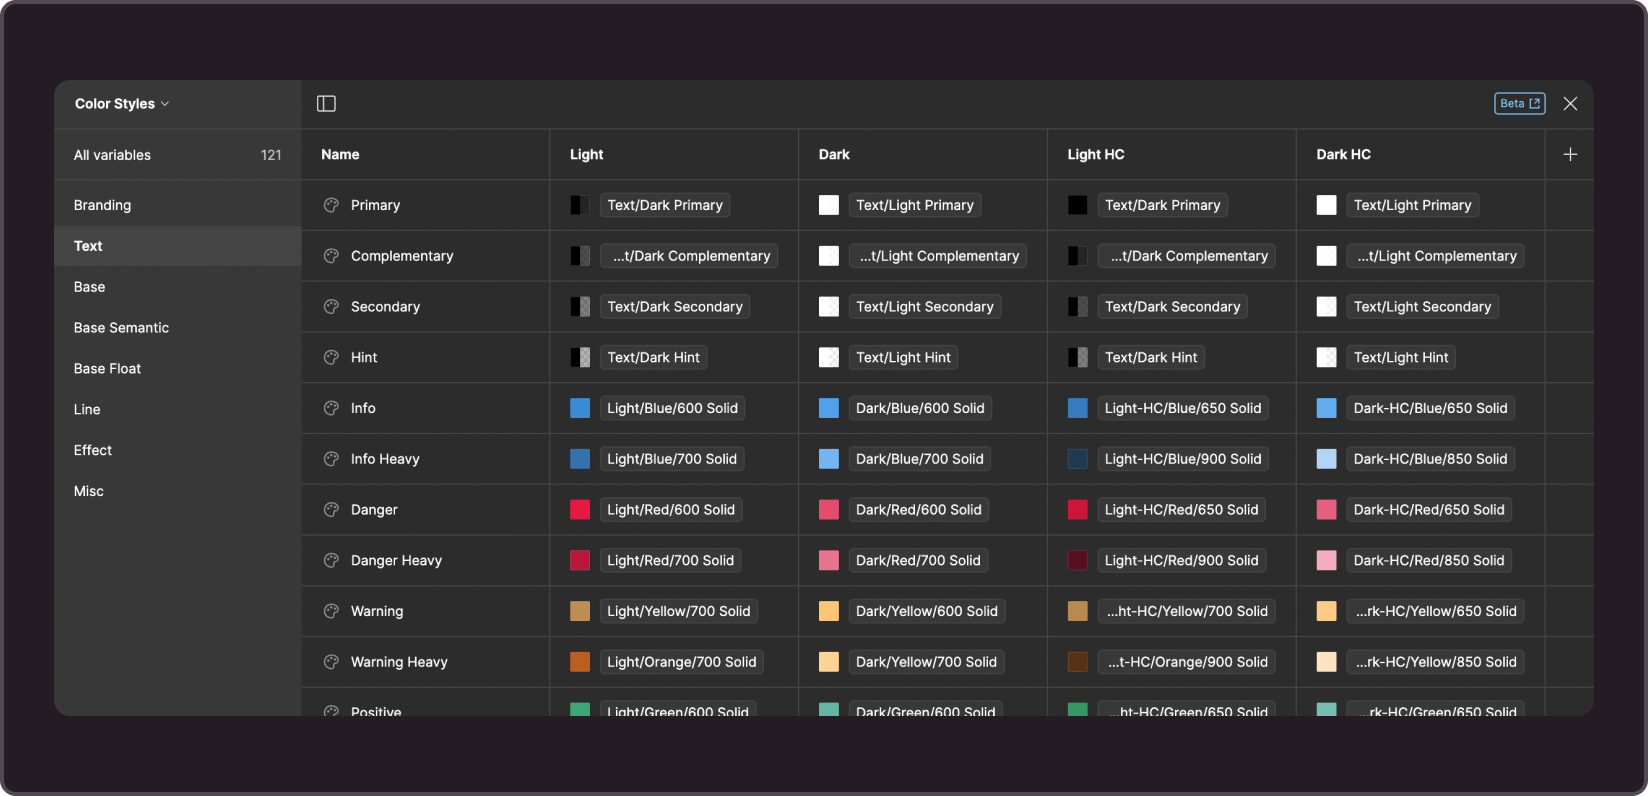 Color Styles
Beta
All variables 121
Name Light Dark Light HC Dark HC
Branding
Text
Base
Base Semantic
Base Float
Line
Effect
Misc
Primary Text/Dark Primary Text/Light Primary Text/Dark Primary Text/Light Primary
Complementary ...t/Dark Complementary ...t/Light Complementary ...t/Dark Complementary ...t/Light Complementary
Secondary Text/Dark Secondary Text/Light Secondary Text/Dark Secondary Text/Light Secondary
Hint Text/Dark Hint Text/Light Hint Text/Dark Hint Text/Light Hint
Info Light/Blue/600 Solid Dark/Blue/600 Solid Light-HC/Blue/650 Solid Dark-HC/Blue/650 Solid
Info Heavy Light/Blue/700 Solid Dark/Blue/700 Solid Light-HC/Blue/900 Solid Dark-HC/Blue/850 Solid
Danger Light/Red/600 Solid Dark/Red/600 Solid Light-HC/Red/650 Solid Dark-HC/Red/650 Solid
Danger Heavy Light/Red/700 Solid Dark/Red/700 Solid Light-HC/Red/900 Solid Dark-HC/Red/850 Solid
Warning Light/Yellow/700 Solid Dark/Yellow/600 Solid ...ht-HC/Yellow/700 Solid ...rk-HC/Yellow/650 Solid
Warning Heavy Light/Orange/700 Solid Dark/Yellow/700 Solid ...t-HC/Orange/900 Solid ...rk-HC/Yellow/850 Solid
Positive Light/Green/600 Solid Dark/Green/600 Solid ...ht-HC/Green/650 Solid ...rk-HC/Green/650 Solid